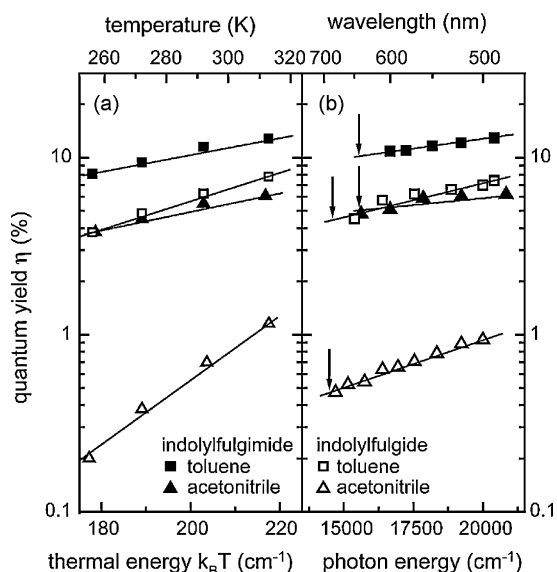 temperature (K)
wavelength (nm)
260 280 300 320
700 600 500
(a)
(b)
quantum yield η (%)
10
10
1
1
0.1
0.1
indolylfulgimide
toluene
acetonitrile
indolylfulgide
toluene
acetonitrile
180 200 220
15000 17500 20000
thermal energy kBT (cm-1)
photon energy (cm-1)